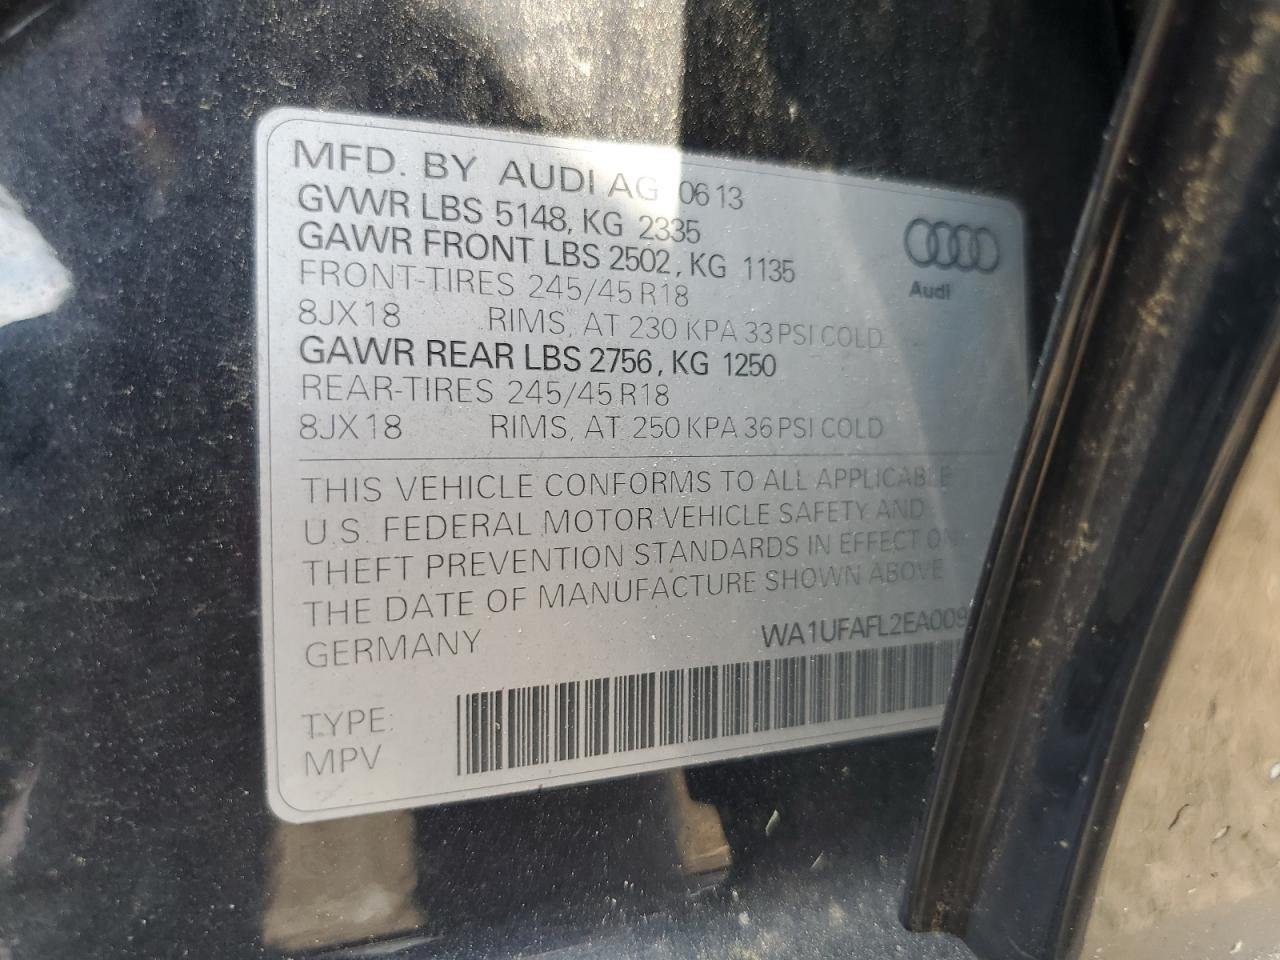 MFD. BY AUDI AG 06 13
GVWR LBS 5148, KG 2335
GAWR FRONT LBS 2502, KG 1135
FRONT-TIRES 245/45 R18
8JX18 RIMS, AT 230 KPA 33 PSI COLD
GAWR REAR LBS 2756, KG 1250
REAR-TIRES 245/45 R18
8JX18 RIMS, AT 250 KPA 36 PSI COLD
Audi
THIS VEHICLE CONFORMS TO ALL APPLICABLE
U.S. FEDERAL MOTOR VEHICLE SAFETY AND
THEFT PREVENTION STANDARDS IN EFFECT ON
THE DATE OF MANUFACTURE SHOWN ABOVE
GERMANY WA1UFAFL2EA009
TYPE:
MPV